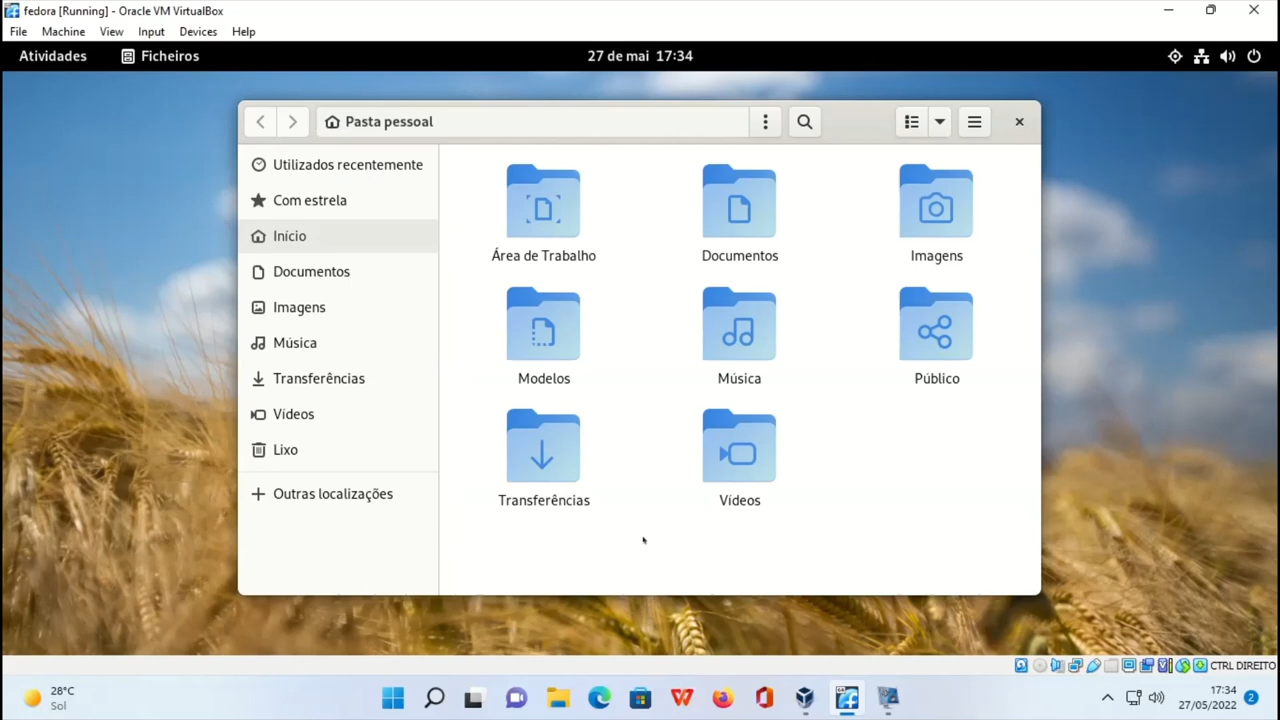 fedora [Running] - Oracle VM VirtualBox
File Machine View Input Devices Help
Atividades Ficheiros 27 de mai 17:34
Pasta pessoal
Utilizados recentemente
Com estrela
Início
Documentos
Imagens
Música
Transferências
Vídeos
Lixo
Outras localizações
Área de Trabalho Documentos Imagens
Modelos Música Público
Transferências Vídeos
CTRL DIREITO
28°C
Sol
17:34
27/05/2022
2